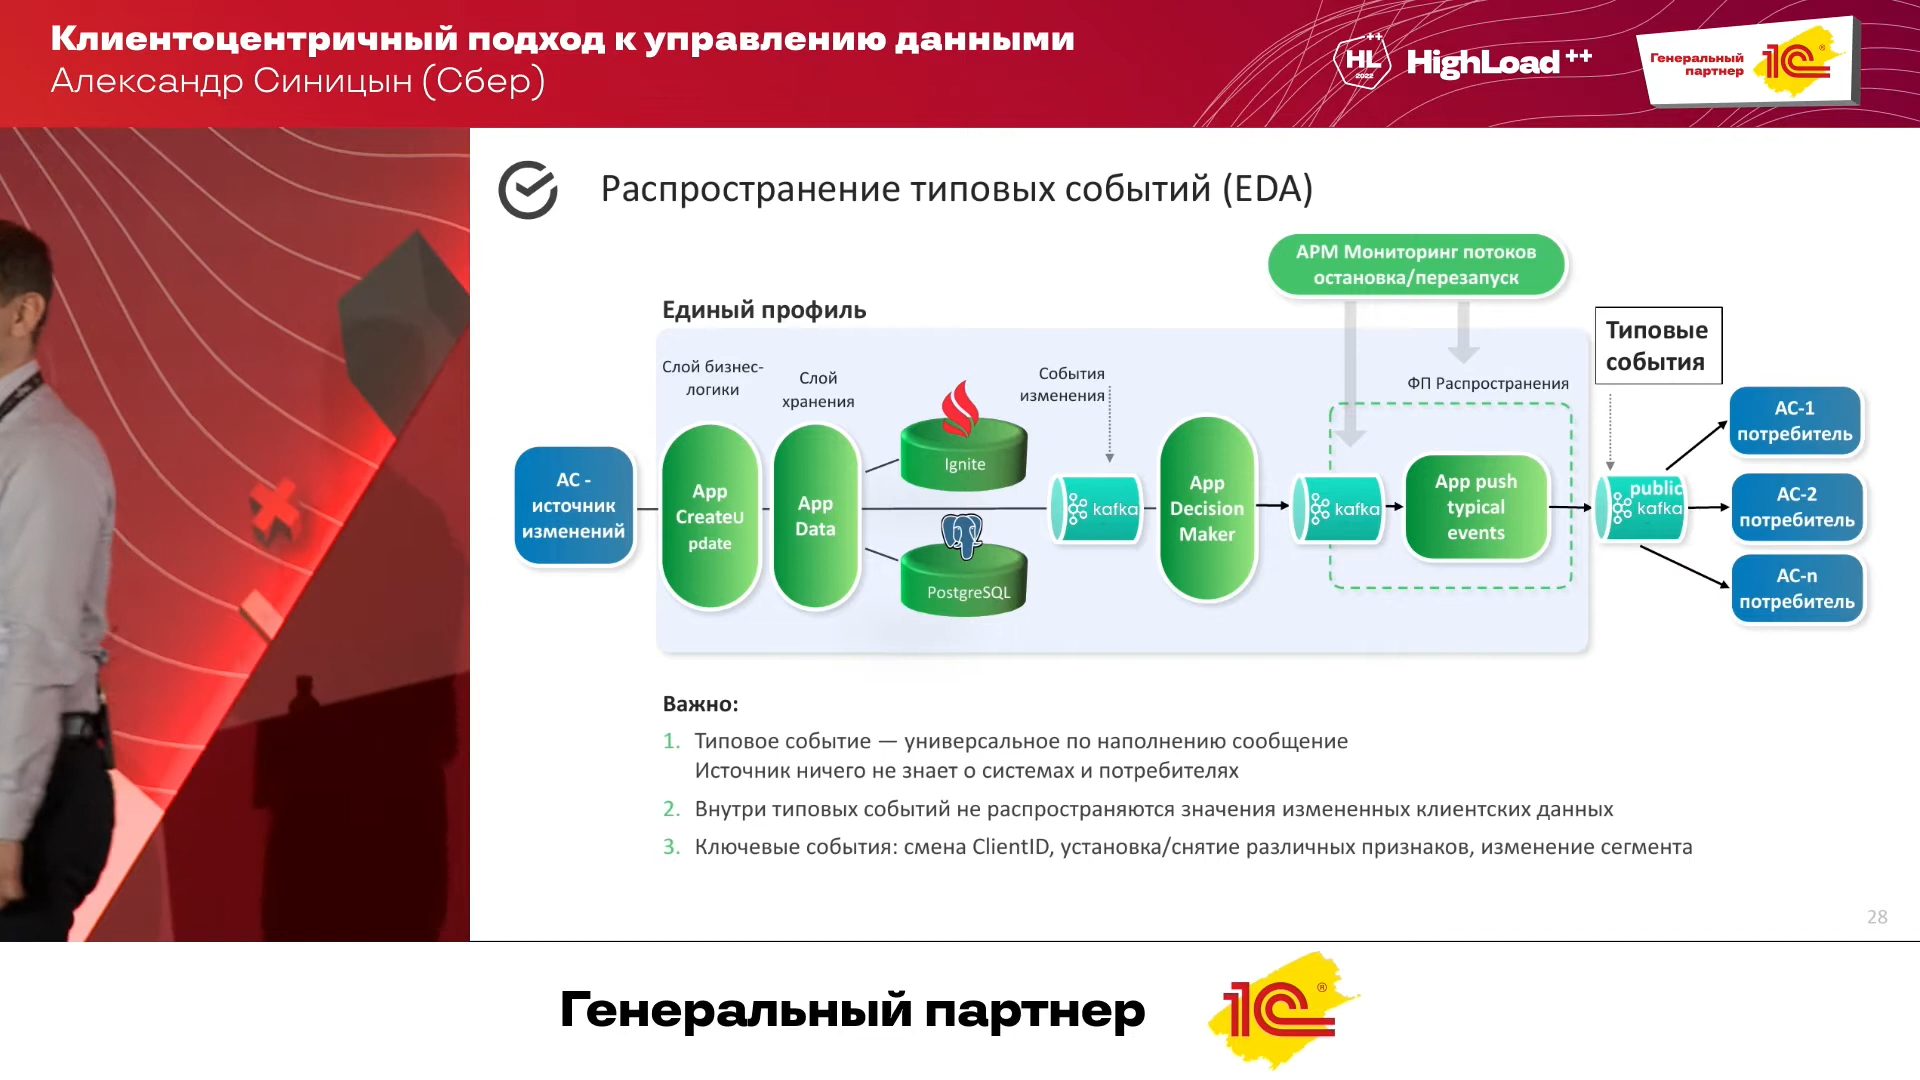 Клиентоцентричный подход к управлению данными
Александр Синицын (Сбер)
HL
++
2022
HighLoad++
Генеральный
партнер
1С®
Распространение типовых событий (EDA)
АРМ Мониторинг потоков
остановка/перезапуск
Единый профиль
Типовые
события
Слой бизнес-
логики
Слой
хранения
События
изменения
ФП Распространения
АС -
источник
изменений
App
CreateU
pdate
App
Data
Ignite
PostgreSQL
kafka
App
Decision
Maker
kafka
App push
typical
events
public
kafka
АС-1
потребитель
АС-2
потребитель
АС-n
потребитель
Важно:
1. Типовое событие — универсальное по наполнению сообщение
Источник ничего не знает о системах и потребителях
2. Внутри типовых событий не распространяются значения измененных клиентских данных
3. Ключевые события: смена ClientID, установка/снятие различных признаков, изменение сегмента
28
Генеральный партнер
1С®